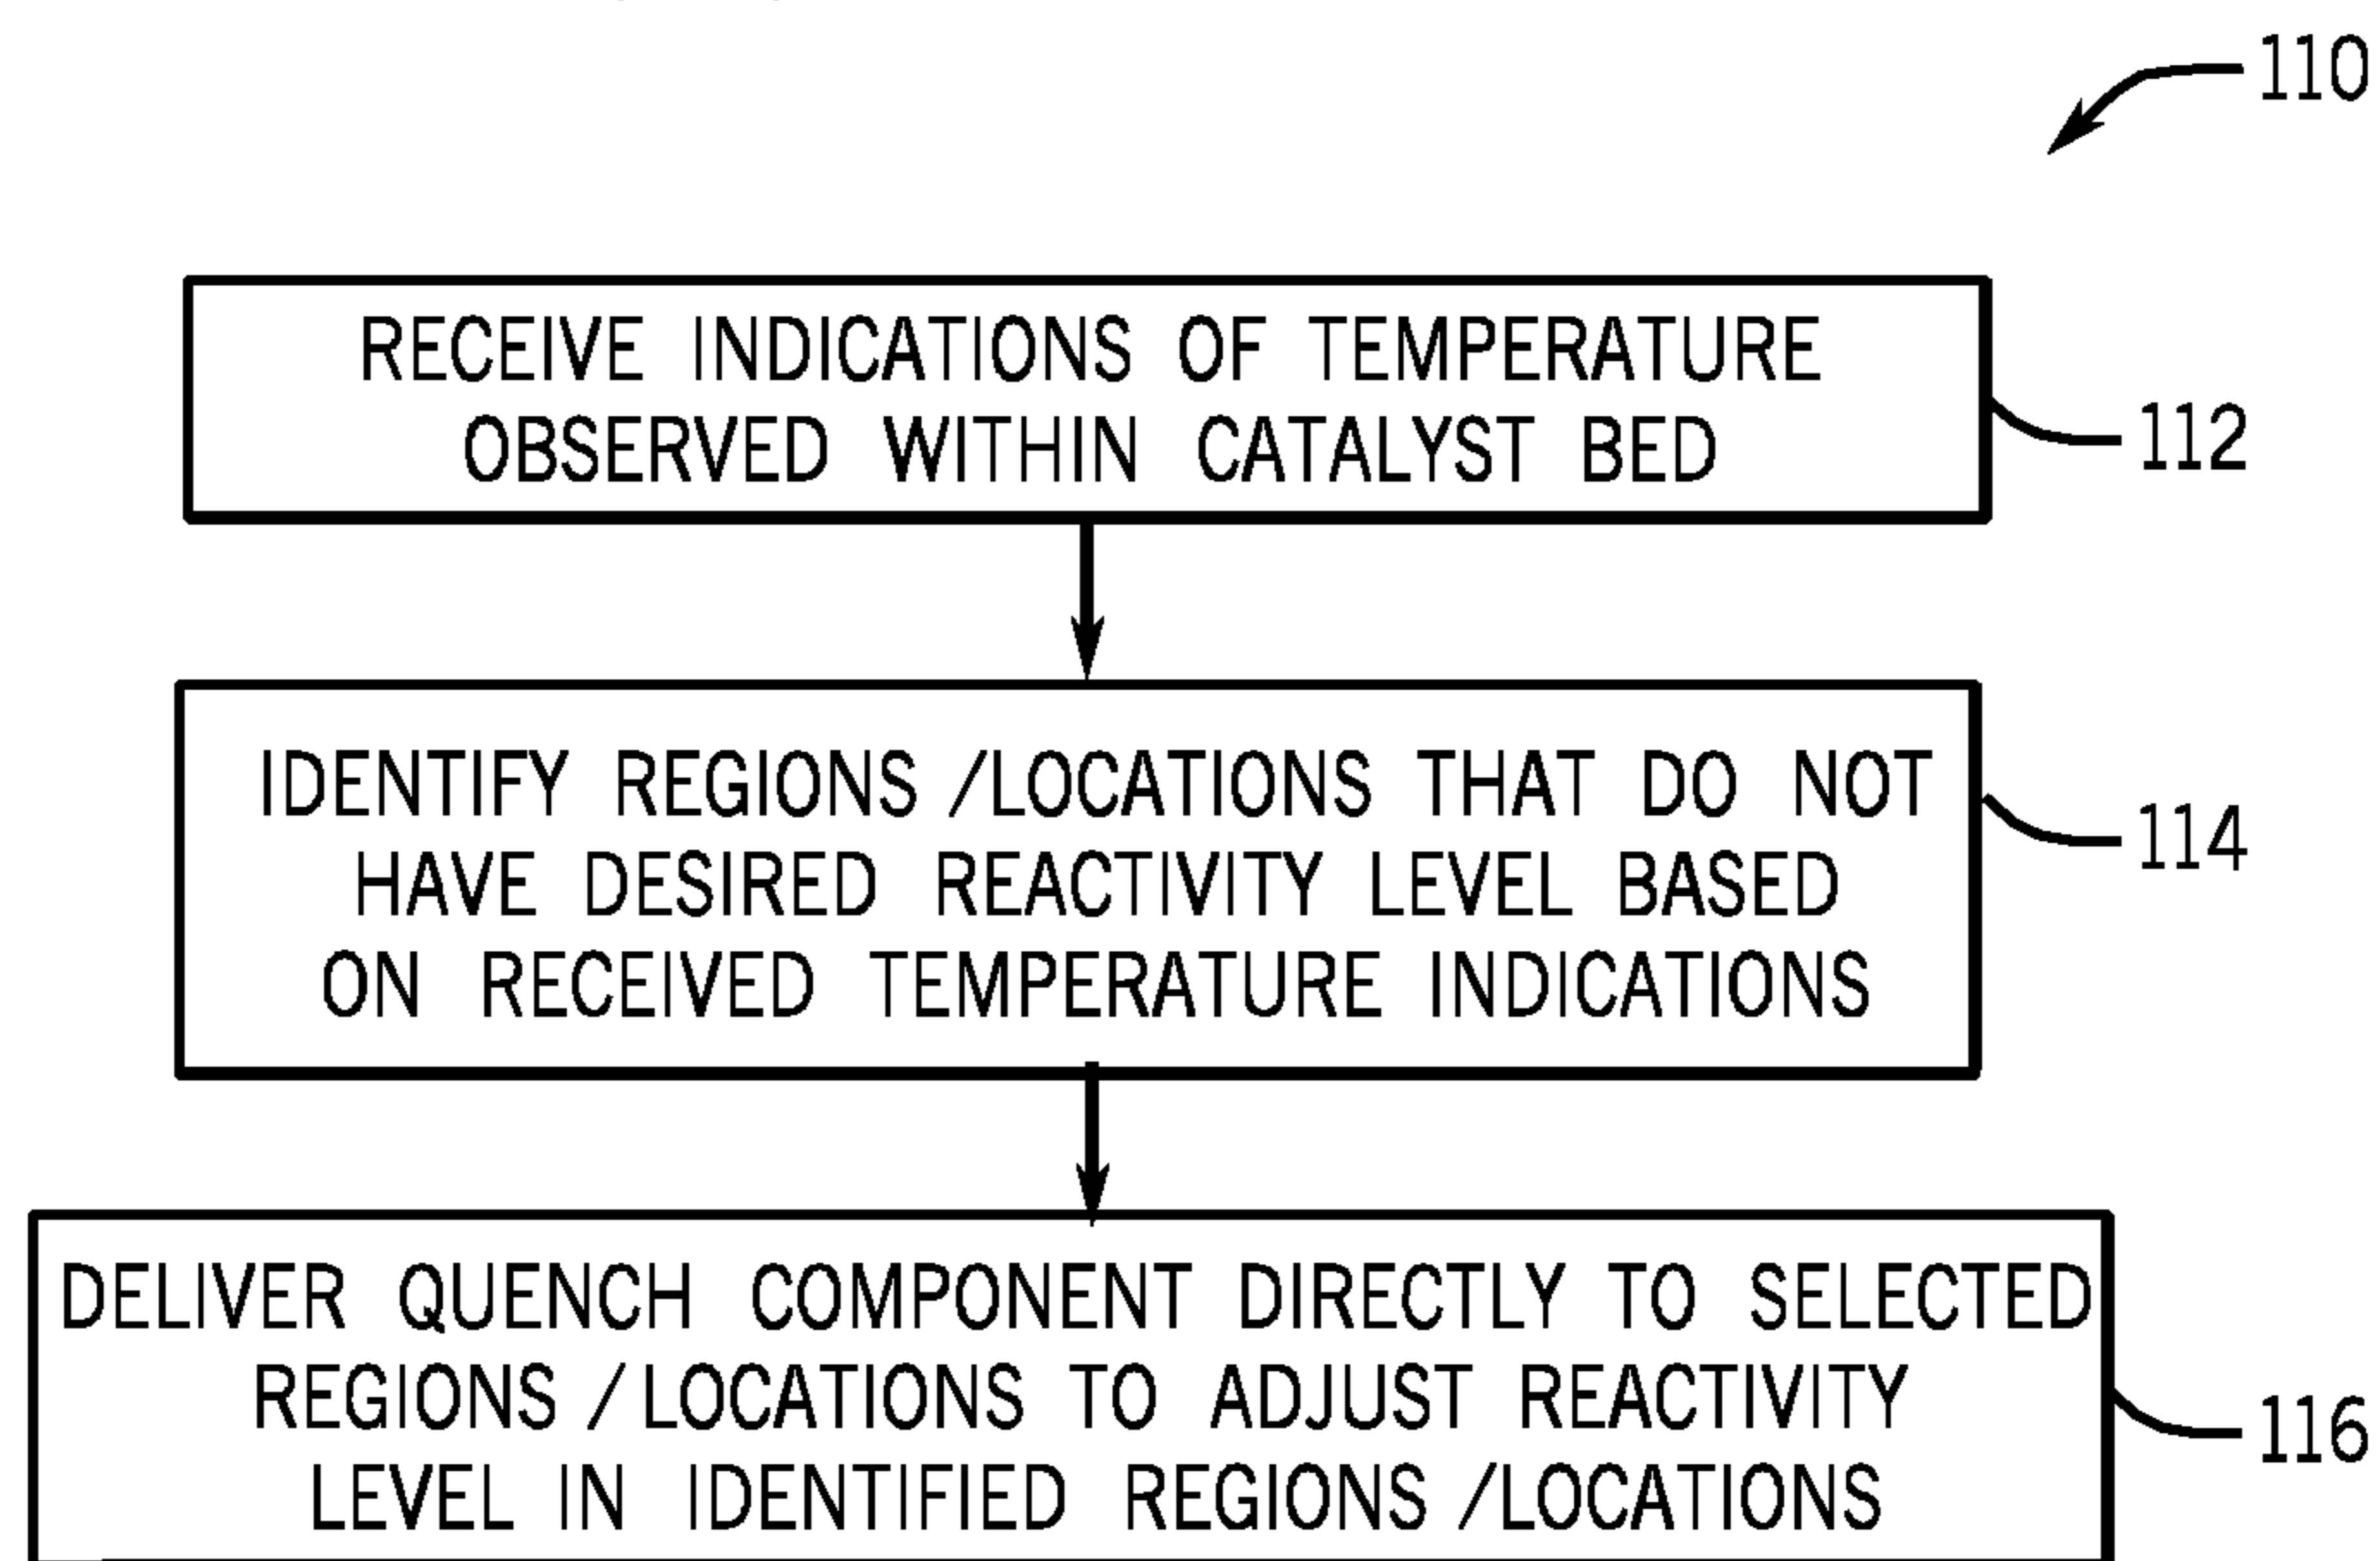 110
RECEIVE INDICATIONS OF TEMPERATURE
OBSERVED WITHIN CATALYST BED
112
IDENTIFY REGIONS /LOCATIONS THAT DO NOT
HAVE DESIRED REACTIVITY LEVEL BASED
ON RECEIVED TEMPERATURE INDICATIONS
114
DELIVER QUENCH COMPONENT DIRECTLY TO SELECTED
REGIONS /LOCATIONS TO ADJUST REACTIVITY
LEVEL IN IDENTIFIED REGIONS /LOCATIONS
116